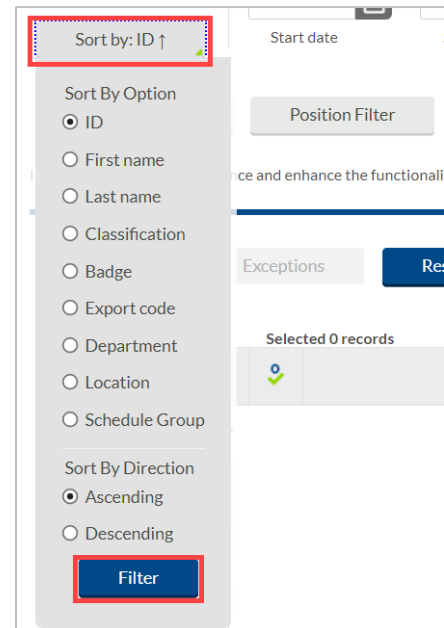 Sort by: ID ↑
Start date
Sort By Option
ID
Position Filter
First name
nce and enhance the functionali
Last name
Classification
Badge
Exceptions
Res
Export code
Department
Selected 0 records
Location
0
Schedule Group
Sort By Direction
Ascending
Descending
Filter